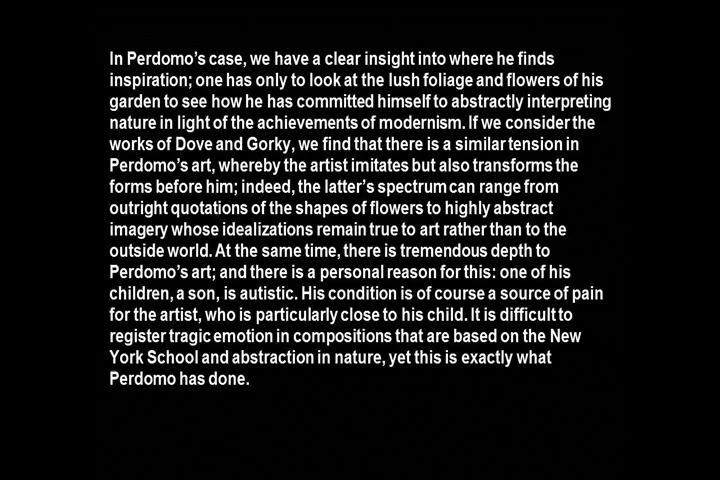 In Perdomo's case, we have a clear insight into where he finds
inspiration; one has only to look at the lush foliage and flowers of his
garden to see how he has committed himself to abstractly interpreting
nature in light of the achievements of modernism. If we consider the
works of Dove and Gorky, we find that there is a similar tension in
Perdomo's art, whereby the artist imitates but also transforms the
forms before him; indeed, the latter's spectrum can range from
outright quotations of the shapes of flowers to highly abstract
imagery whose idealizations remain true to art rather than to the
outside world. At the same time, there is tremendous depth to
Perdomo's art; and there is a personal reason for this: one of his
children, a son, is autistic. His condition is of course a source of pain
for the artist, who is particularly close to his child. It is difficult to
register tragic emotion in compositions that are based on the New
York School and abstraction in nature, yet this is exactly what
Perdomo has done.